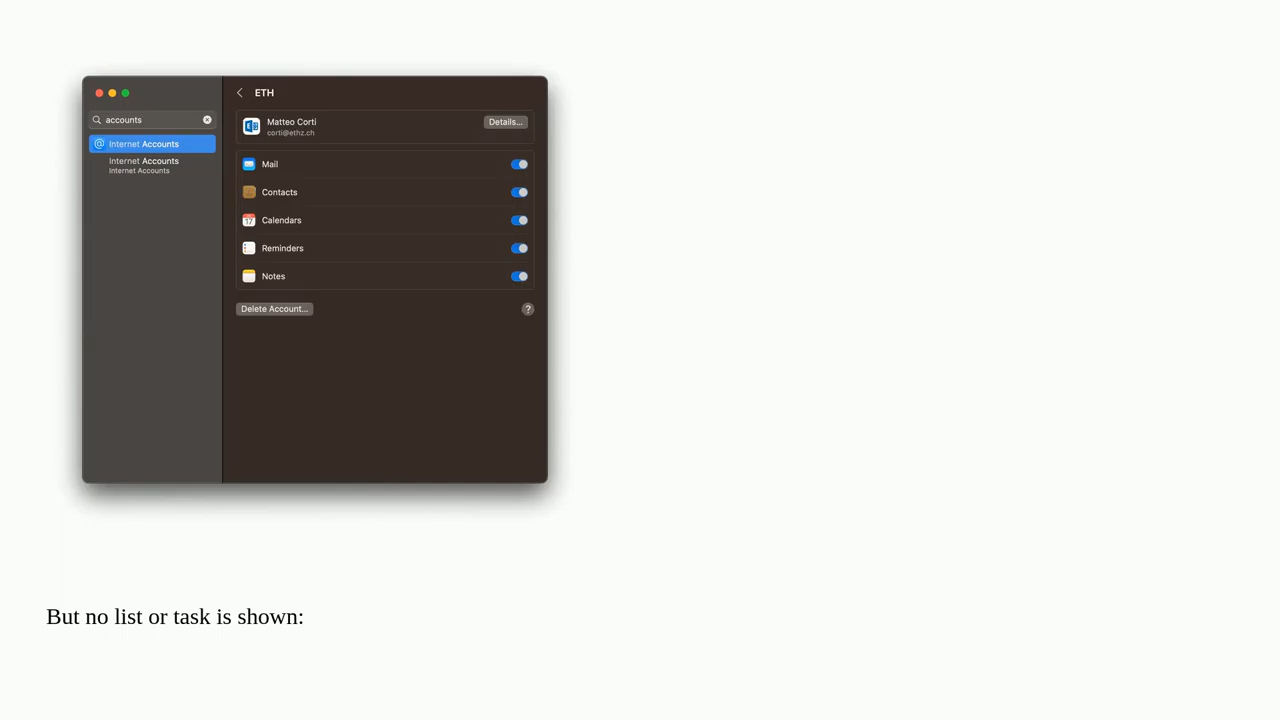 ETH
accounts
Matteo Corti
corti@ethz.ch
Details...
Internet Accounts
Internet Accounts
Internet Accounts
Mail
Contacts
17
Calendars
Reminders
Notes
Delete Account...
?
But no list or task is shown: